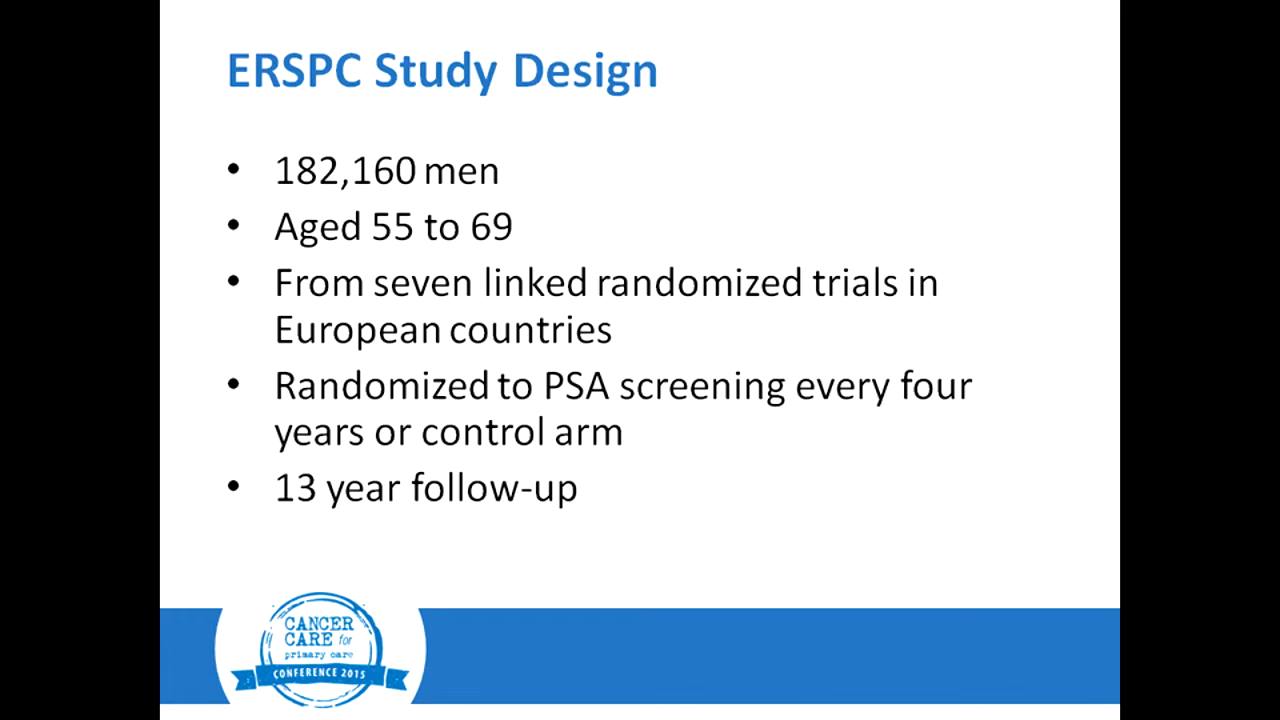 ERSPC Study Design
• 182,160 men
• Aged 55 to 69
• From seven linked randomized trials in
European countries
• Randomized to PSA screening every four
years or control arm
• 13 year follow-up
CANCER
CARE for
primary care
CONFERENCE 2015